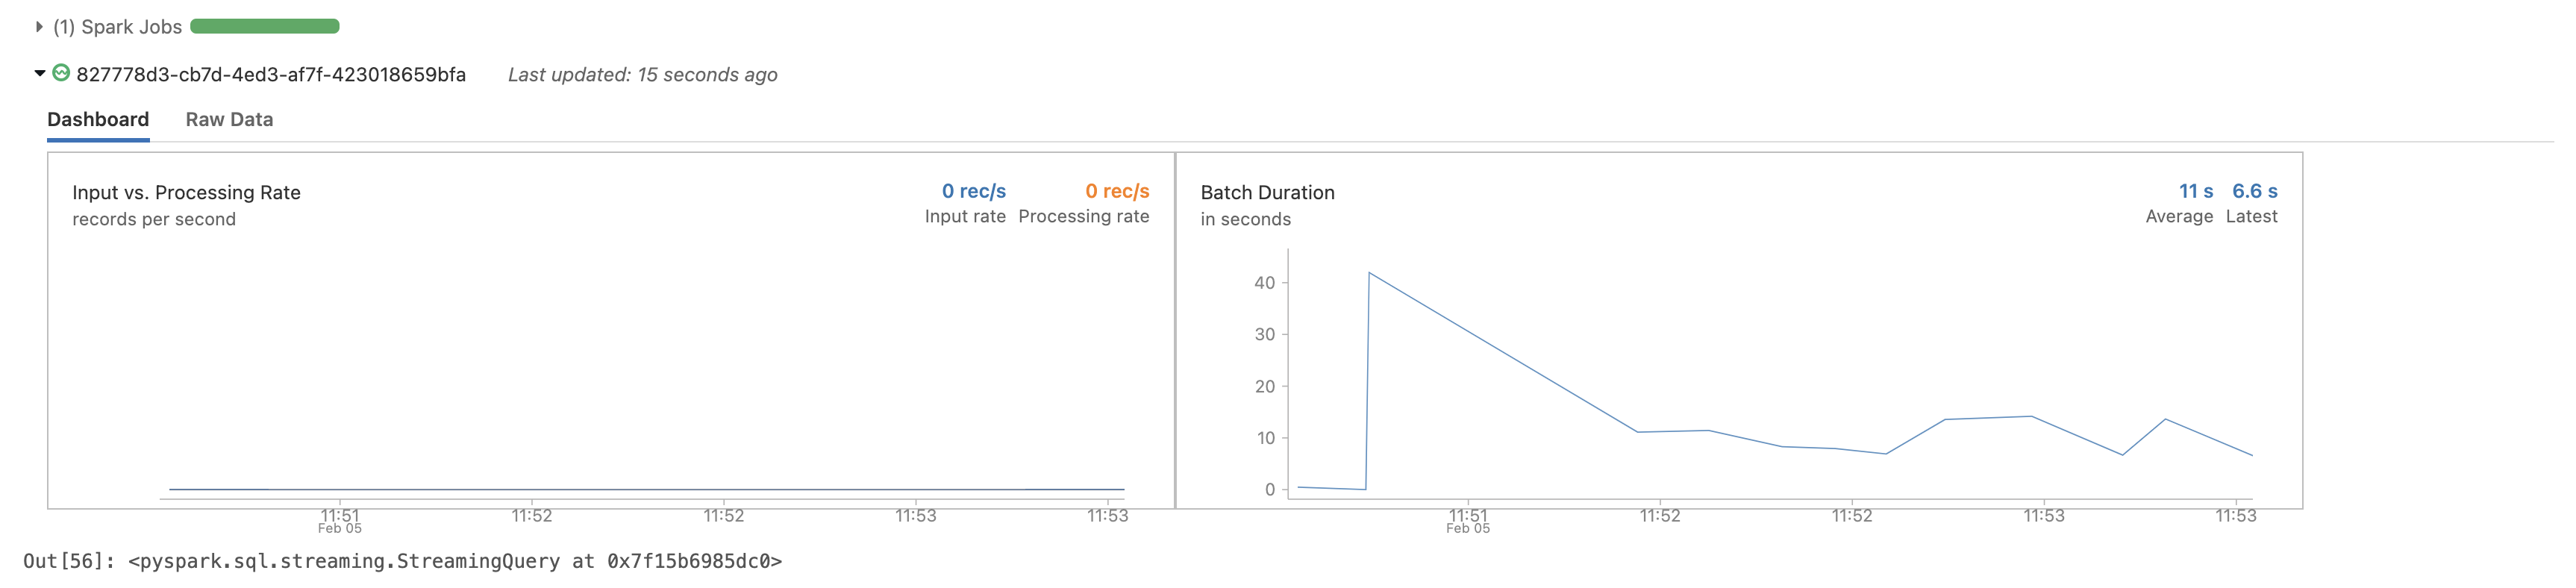 (1) Spark Jobs
827778d3-cb7d-4ed3-af7f-423018659bfa Last updated: 15 seconds ago
Dashboard Raw Data
Input vs. Processing Rate
records per second
0 rec/s 0 rec/s
Input rate Processing rate
11:51 11:52 11:52 11:53 11:53
Feb 05
Batch Duration
in seconds
11 s 6.6 s
Average Latest
40
30
20
10
0
11:51 11:52 11:52 11:53 11:53
Feb 05
Out[56]: <pyspark.sql.streaming.StreamingQuery at 0x7f15b6985dc0>